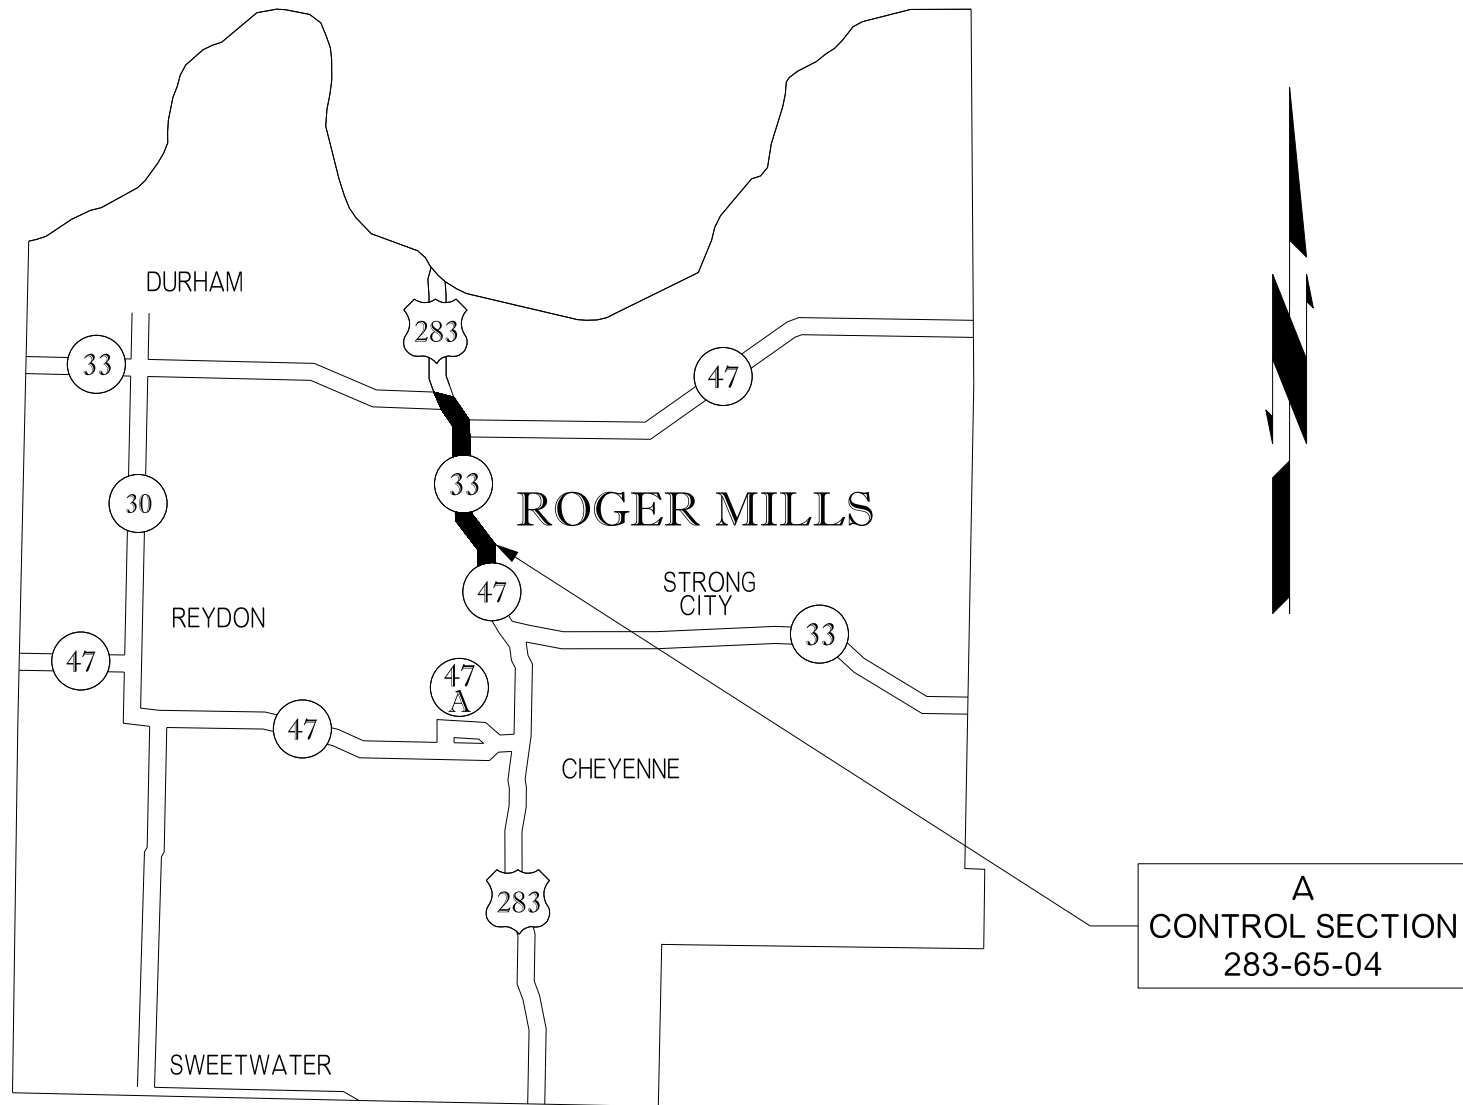 DURHAM
283
33
47
33
30
ROGER MILLS
STRONG
CITY
47
REYDON
33
47
47
A
47
CHEYENNE
A
CONTROL SECTION
283-65-04
283
SWEETWATER